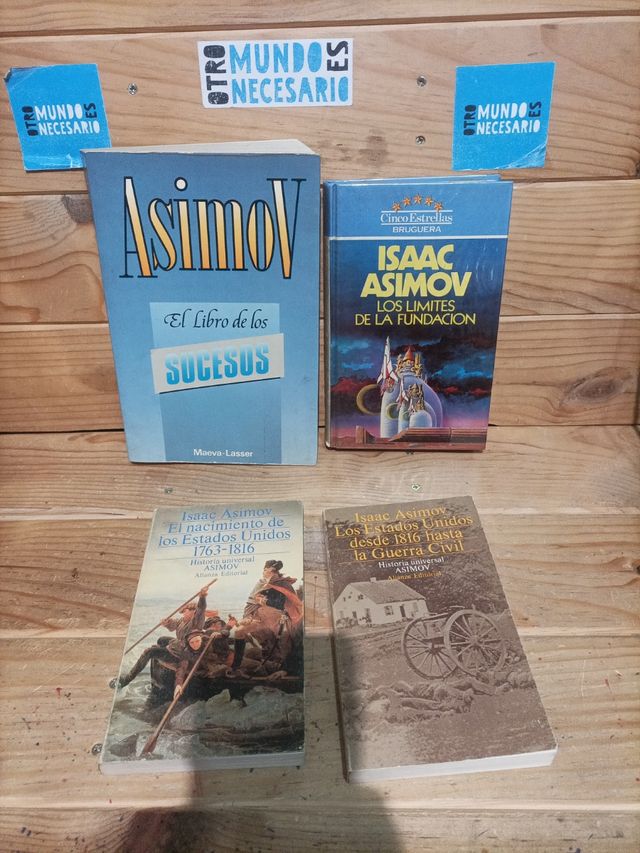 OTRO MUNDO ES NECESARIO
OTRO MUNDO ES NECESARIO
OTRO MUNDO ES NECESARIO
Asimov
El Libro de los
SUCESOS
Maeva-Lasser
Cinco Estrellas
BRUGUERA
ISAAC
ASIMOV
LOS LIMITES
DE LA FUNDACION
Isaac Asimov
El nacimiento de
los Estados Unidos
1763-1816
Historia universal
ASIMOV
Alianza Editorial
Isaac Asimov
Los Estados Unidos
desde 1816 hasta
la Guerra Civil
Historia universal
ASIMOV
Alianza Editorial